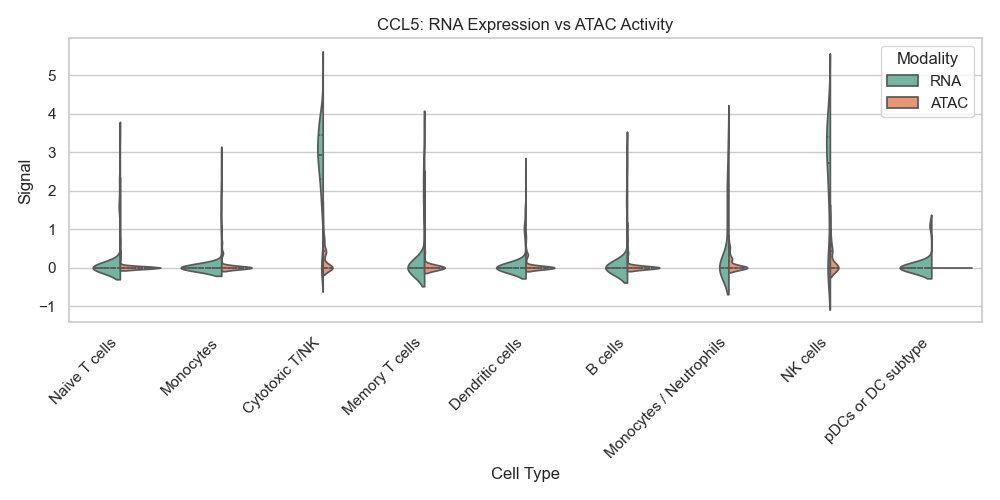 CCL5: RNA Expression vs ATAC Activity
Modality
RNA
ATAC
Signal
5
4
3
2
1
0
−1
Naive T cells
Monocytes
Cytotoxic T/NK
Memory T cells
Dendritic cells
B cells
Monocytes / Neutrophils
NK cells
pDCs or DC subtype
Cell Type